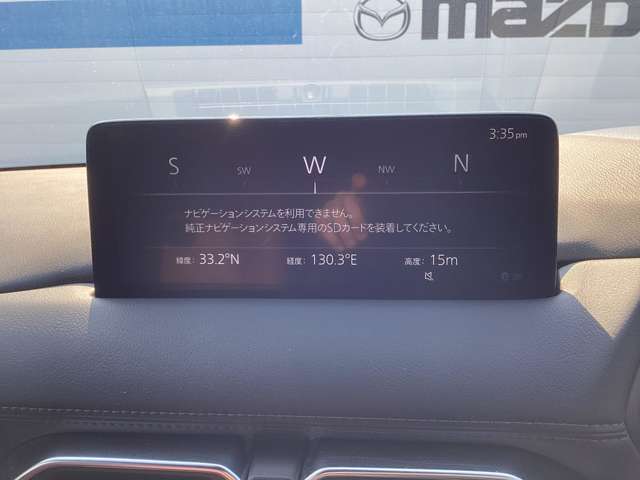 mazd
3:35pm
S SW W NW N
ナビゲーションシステムを利用できません。
純正ナビゲーションシステム専用のSDカードを装着してください。
緯度: 33.2°N 経度: 130.3°E 高度: 15m